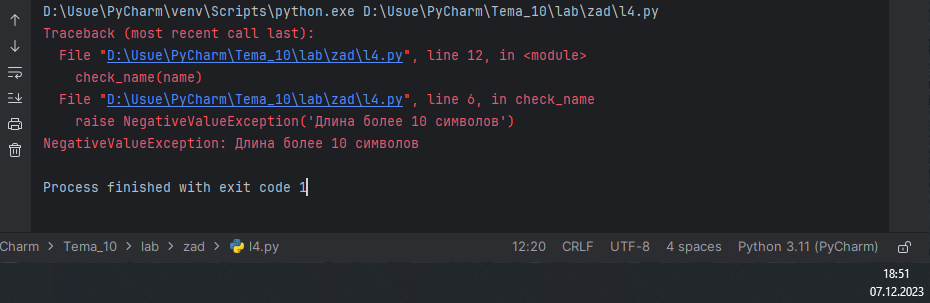 D:\Usue\PyCharm\venv\Scripts\python.exe D:\Usue\PyCharm\Tema_10\lab\zad\l4.py
Traceback (most recent call last):
  File "D:\Usue\PyCharm\Tema_10\lab\zad\l4.py", line 12, in <module>
    check_name(name)
  File "D:\Usue\PyCharm\Tema_10\lab\zad\l4.py", line 6, in check_name
    raise NegativeValueException('Длина более 10 символов')
NegativeValueException: Длина более 10 символов
Process finished with exit code 1
Charm > Tema_10 > lab > zad > l4.py 12:20 CRLF UTF-8 4 spaces Python 3.11 (PyCharm)
18:51
07.12.2023